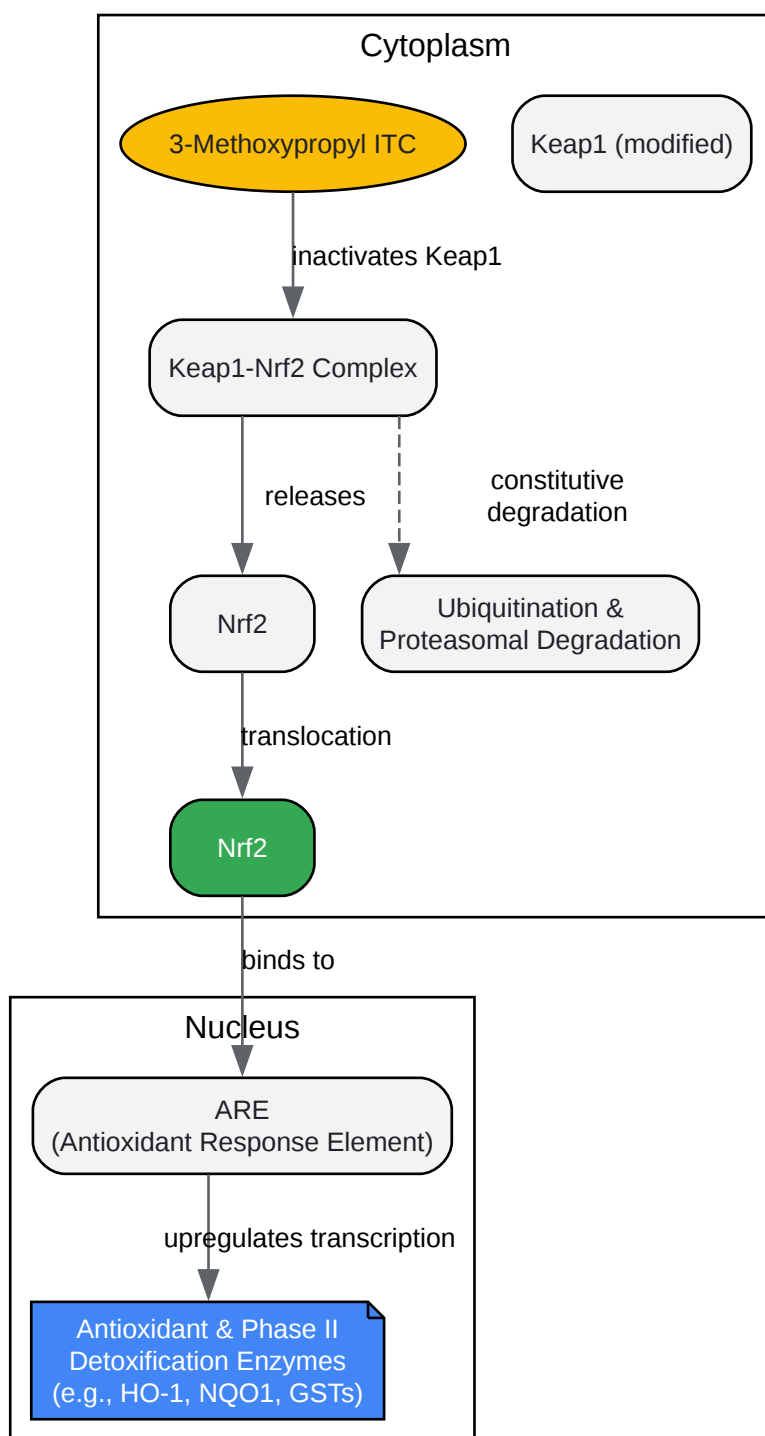 Cytoplasm
3-Methoxypropyl ITC
Keap1 (modified)
inactivates Keap1
Keap1-Nrf2 Complex
releases
constitutive
degradation
Nrf2
Ubiquitination &
Proteasomal Degradation
translocation
Nrf2
binds to
Nucleus
ARE
(Antioxidant Response Element)
upregulates transcription
Antioxidant & Phase II
Detoxification Enzymes
(e.g., HO-1, NQO1, GSTs)